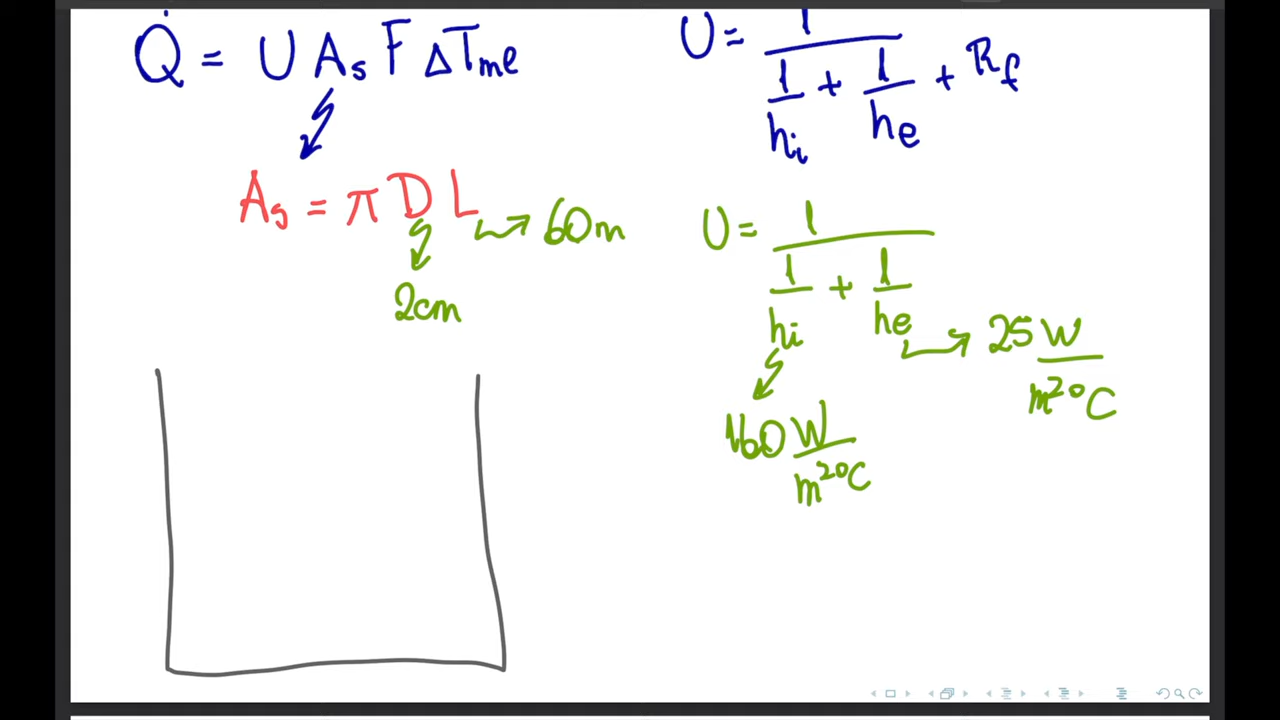 Q̇ = U As F ΔTme
U = 1 / (1/hi + 1/he + Rf)
As = π D L
60m
2cm
U = 1 / (1/hi + 1/he)
25 W/m²°C
160 W/m²°C